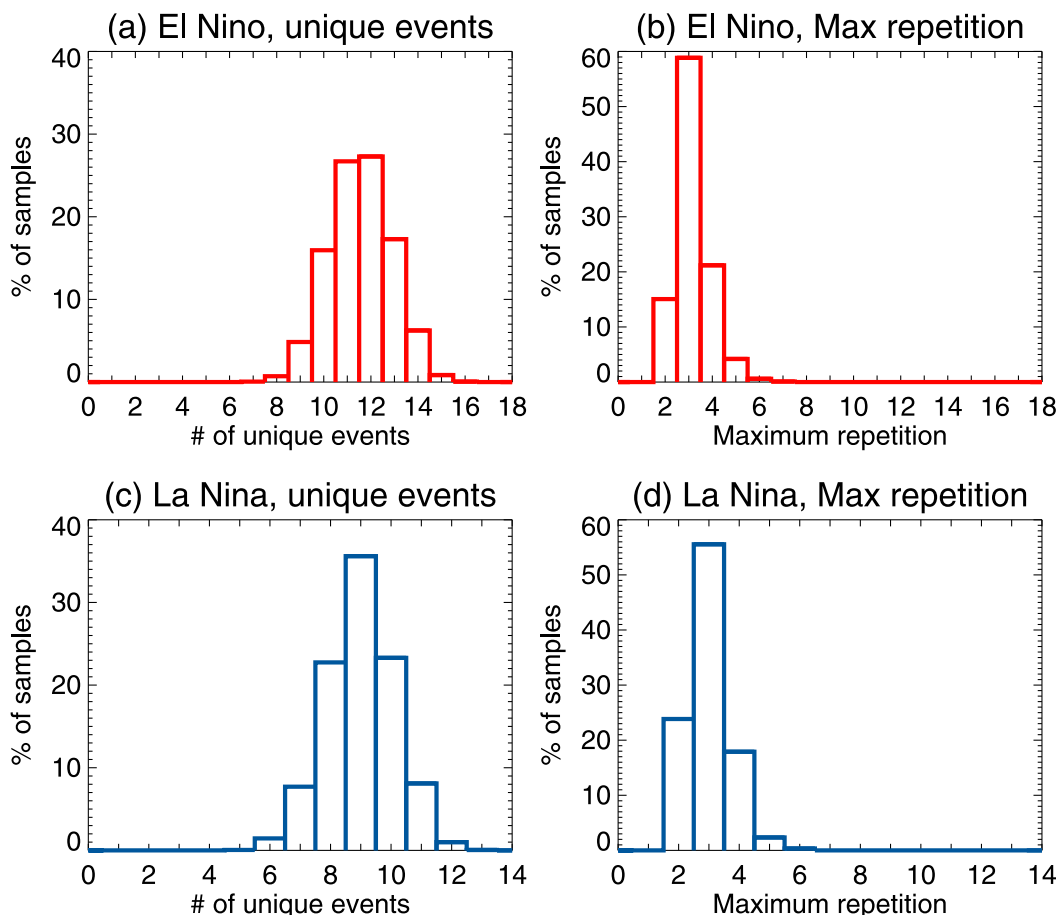 (a) El Nino, unique events
40
30
20
10
0
% of samples
0 2 4 6 8 10 12 14 16 18
# of unique events
(b) El Nino, Max repetition
60
50
40
30
20
10
0
% of samples
0 2 4 6 8 10 12 14 16 18
Maximum repetition
(c) La Nina, unique events
40
30
20
10
0
% of samples
0 2 4 6 8 10 12 14
# of unique events
(d) La Nina, Max repetition
60
50
40
30
20
10
0
% of samples
0 2 4 6 8 10 12 14
Maximum repetition